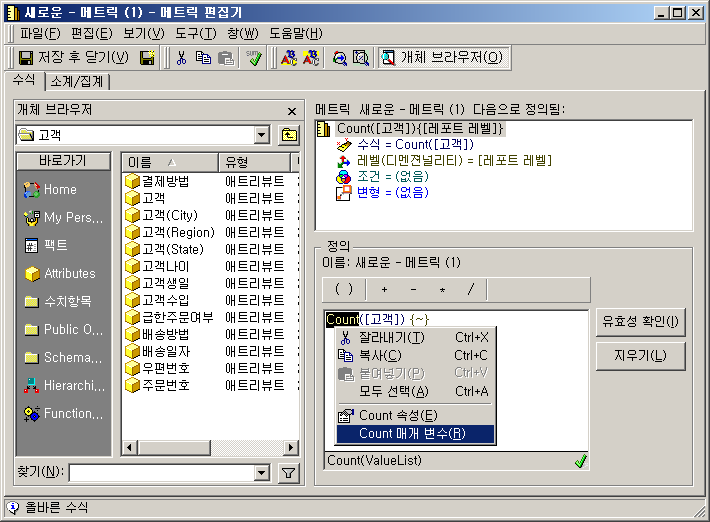 새로운 - 메트릭 (1) - 메트릭 편집기
파일(F) 편집(E) 보기(V) 도구(T) 창(W) 도움말(H)
저장 후 닫기(V) 개체 브라우저(O)
수식 소계/집계
개체 브라우저
고객
바로가기
Home
My Pers...
팩트
Attributes
수치항목
Public O...
Schema...
Hierarchi...
Function...
이름 유형
결제방법 애트리뷰트
고객 애트리뷰트
고객(City) 애트리뷰트
고객(Region) 애트리뷰트
고객(State) 애트리뷰트
고객나이 애트리뷰트
고객생일 애트리뷰트
고객수입 애트리뷰트
급한주문여부 애트리뷰트
배송방법 애트리뷰트
배송일자 애트리뷰트
우편번호 애트리뷰트
주문번호 애트리뷰트
찾기(N):
메트릭 새로운 - 메트릭 (1) 다음으로 정의됨:
Count([고객]){[레포트 레벨]}
수식 = Count([고객])
레벨(디멘젼널리티) = [레포트 레벨]
조건 = (없음)
변형 = (없음)
정의
이름: 새로운 - 메트릭 (1)
( ) + - * /
Count([고객]) {~}
잘라내기(T) Ctrl+X
복사(C) Ctrl+C
붙여넣기(P) Ctrl+V
모두 선택(A) Ctrl+A
Count 속성(E)
Count 매개 변수(R)
Count(ValueList)
유효성 확인(I)
지우기(L)
올바른 수식